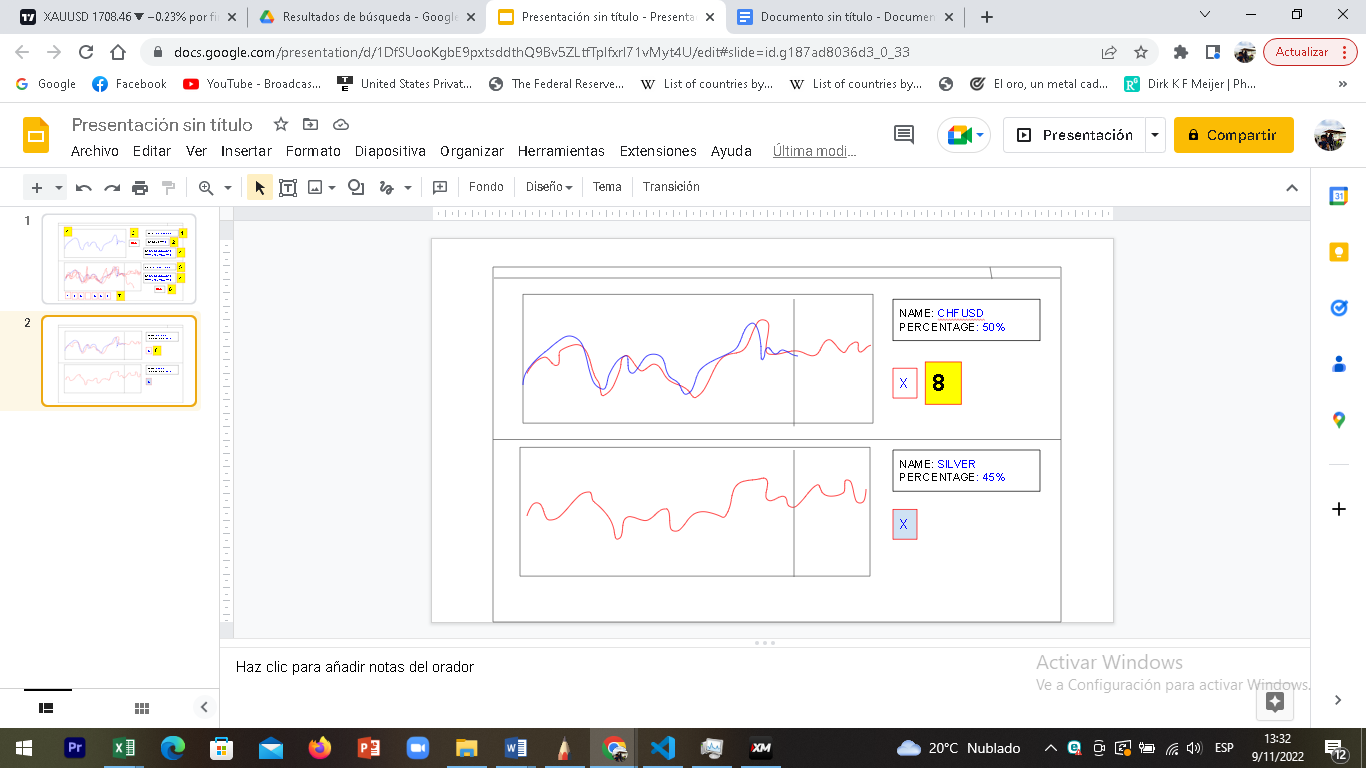 XAUUSD 1708.46 ▼ −0.23% por fi
Resultados de búsqueda - Google
Presentación sin título - Presenta
Documento sin título - Documen
docs.google.com/presentation/d/
Actualizar
Google
Facebook
YouTube - Broadcas...
United States-Privat...
The Federal Reserve...
List of countries by...
List of countries by...
El oro, un metal cad...
Dirk K F Meijer | Ph...
Presentación sin título
Archivo Editar Ver Insertar Formato Diapositiva Organizar Herramientas Extensiones Ayuda Última modi...
Presentación
Compartir
Fondo Diseño Tema Transición
1
2
NAME: CHFUSD
PERCENTAGE: 50%
X
8
NAME: SILVER
PERCENTAGE: 45%
X
31
Haz clic para añadir notas del orador
Activar Windows
Ve a Configuración para activar Windows.
Pr
20°C Nublado
XM
ESP
13:32
9/11/2022
12